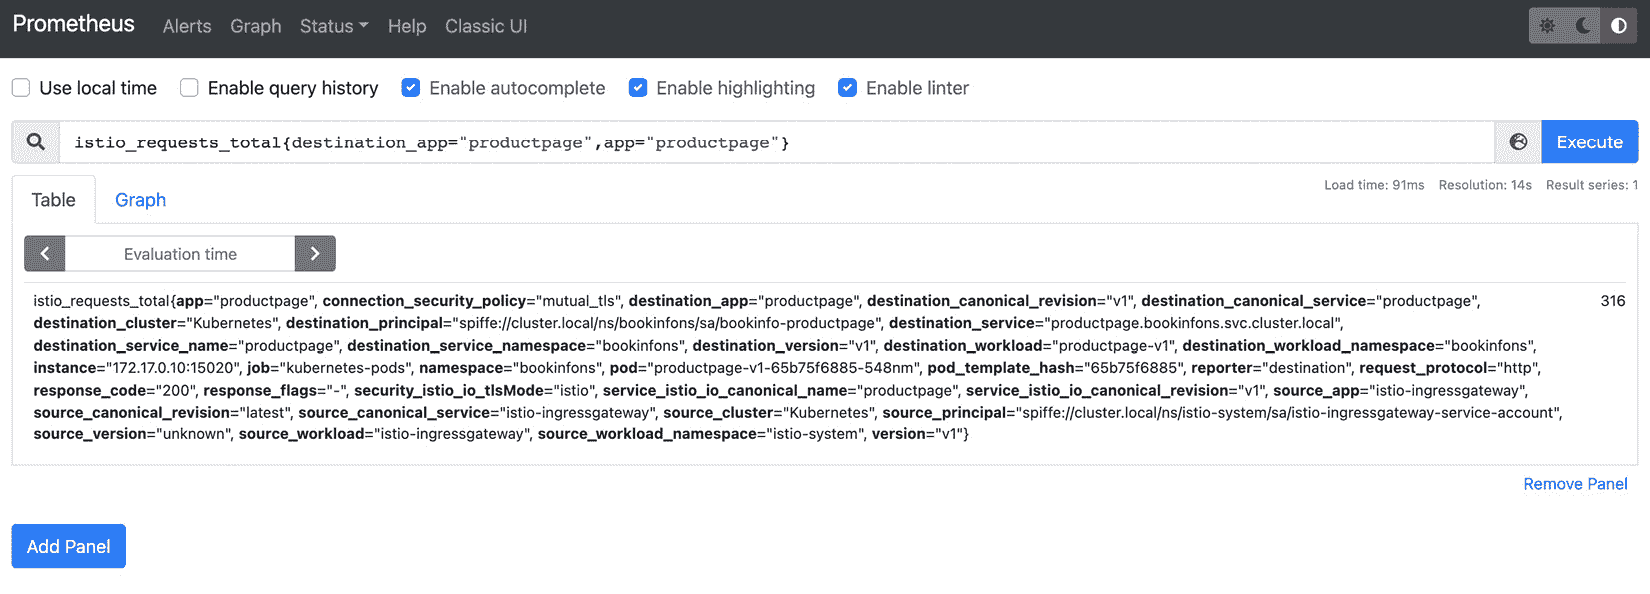 Prometheus Alerts Graph Status Help Classic UI
Use local time Enable query history Enable autocomplete Enable highlighting Enable linter
istio_requests_total{destination_app="productpage",app="productpage"} Execute
Table Graph Load time: 91ms Resolution: 14s Result series: 1
Evaluation time
istio_requests_total{app="productpage", connection_security_policy="mutual_tls", destination_app="productpage", destination_canonical_revision="v1", destination_canonical_service="productpage", 316
destination_cluster="Kubernetes", destination_principal="spiffe://cluster.local/ns/bookinfons/sa/bookinfo-productpage", destination_service="productpage.bookinfons.svc.cluster.local",
destination_service_name="productpage", destination_service_namespace="bookinfons", destination_version="v1", destination_workload="productpage-v1", destination_workload_namespace="bookinfons",
instance="172.17.0.10:15020", job="kubernetes-pods", namespace="bookinfons", pod="productpage-v1-65b75f6885-548nm", pod_template_hash="65b75f6885", reporter="destination", request_protocol="http",
response_code="200", response_flags="-", security_istio_io_tlsMode="istio", service_istio_io_canonical_name="productpage", service_istio_io_canonical_revision="v1", source_app="istio-ingressgateway",
source_canonical_revision="latest", source_canonical_service="istio-ingressgateway", source_cluster="Kubernetes", source_principal="spiffe://cluster.local/ns/istio-system/sa/istio-ingressgateway-service-account",
source_version="unknown", source_workload="istio-ingressgateway", source_workload_namespace="istio-system", version="v1"}
Remove Panel
Add Panel